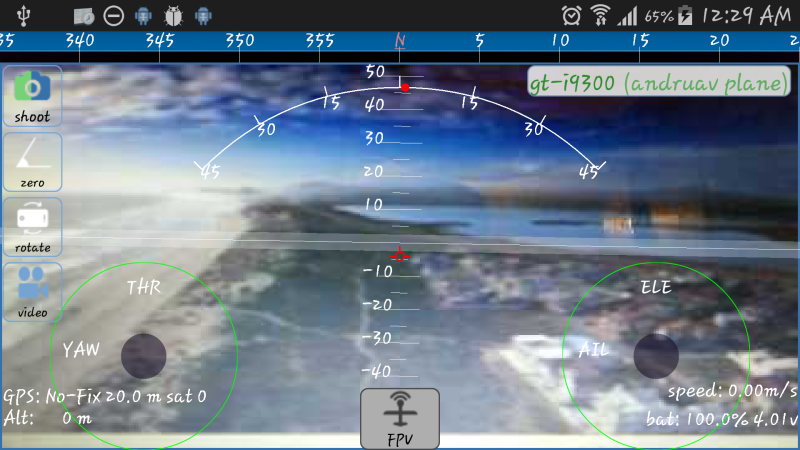 65% 12:29 AM
35 340 345 350 355 N 5 10 15 20 2
50
gt-i9300 (andruav plane)
shoot
15 40 15
30 30 30
zero
45 20 45
10
rotate
-10
THR ELE
video
-20
-30
YAW AIL
-40
GPS: No-Fix 20.0 m sat 0
speed: 0.00m/s
Alt: 0 m
bat: 100.0% 4.01v
FPV